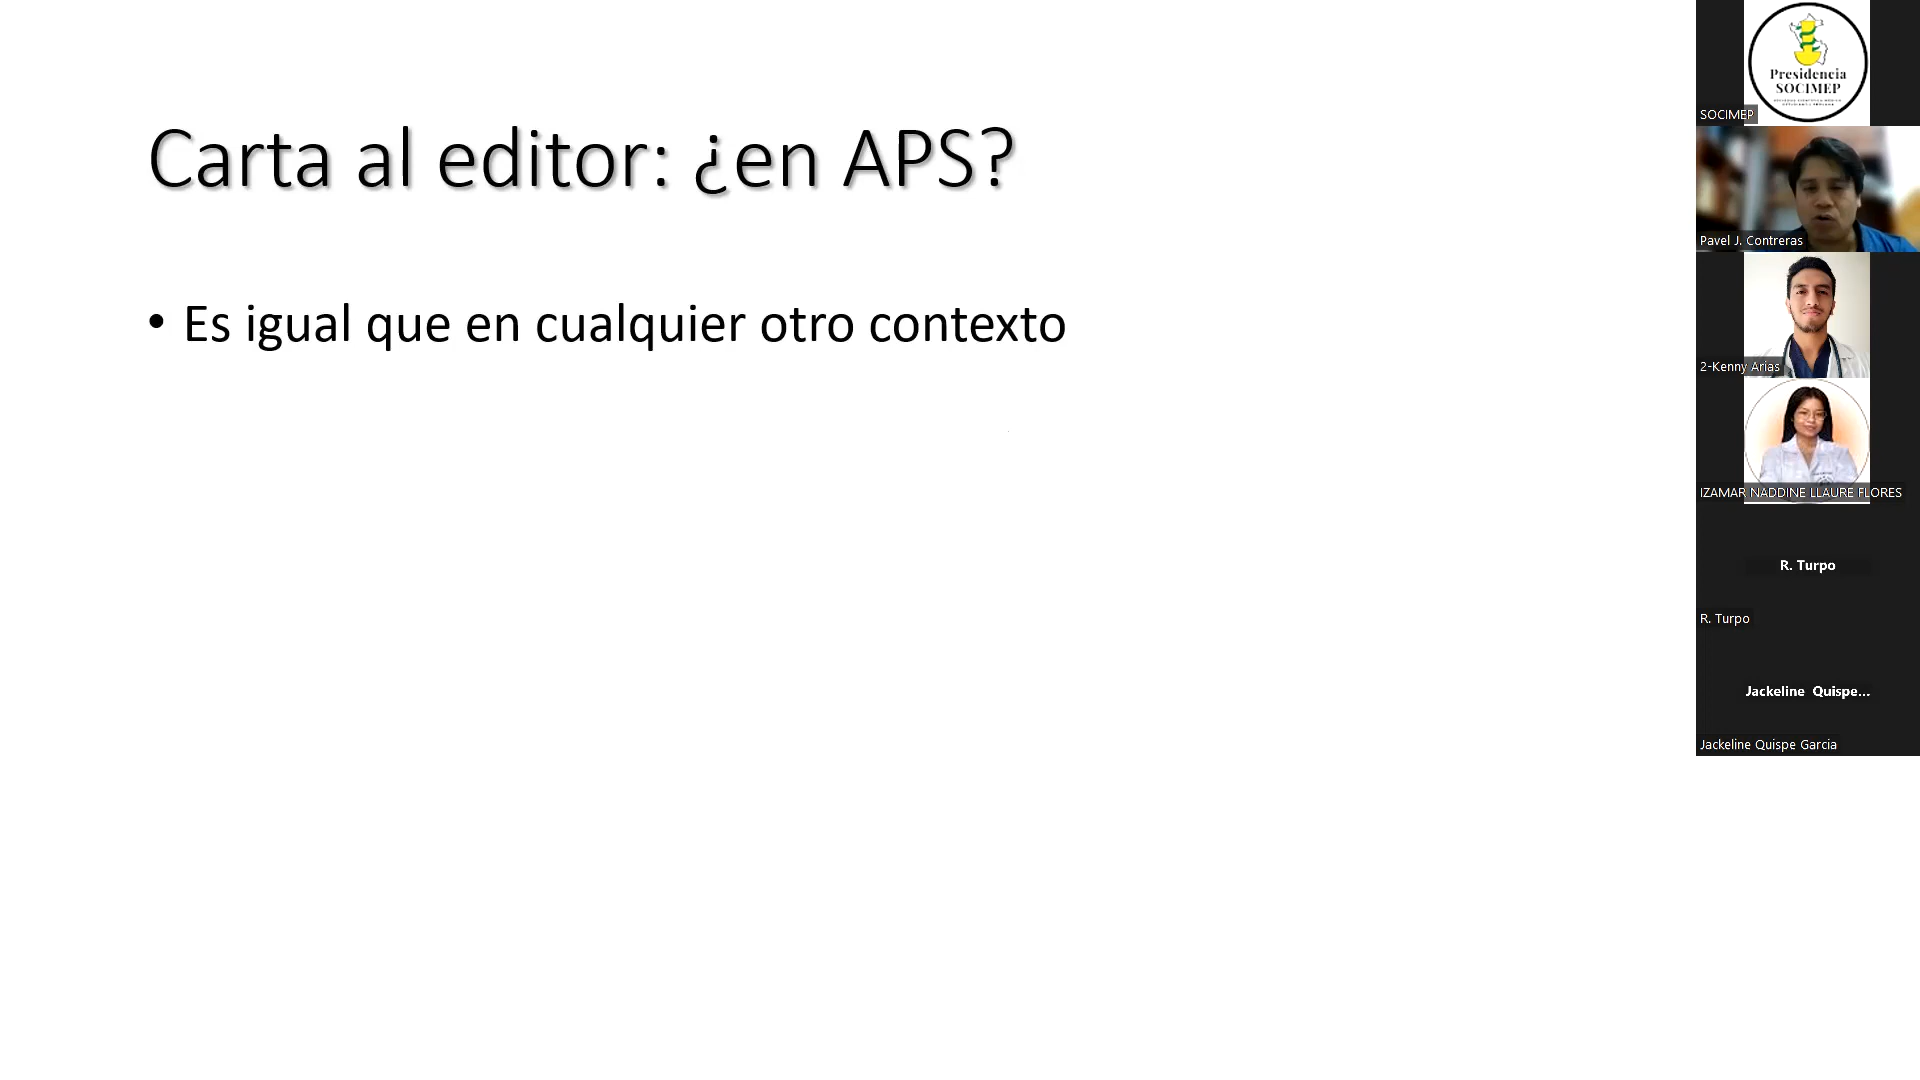 Carta al editor: ¿en APS?
• Es igual que en cualquier otro contexto
Presidencia
SOCIMEP
SOCIMEP
Pavel J. Contreras
2-Kenny Arias
IZAMAR NADDINE LLAURE FLORES
R. Turpo
R. Turpo
Jackeline Quispe...
Jackeline Quispe Garcia